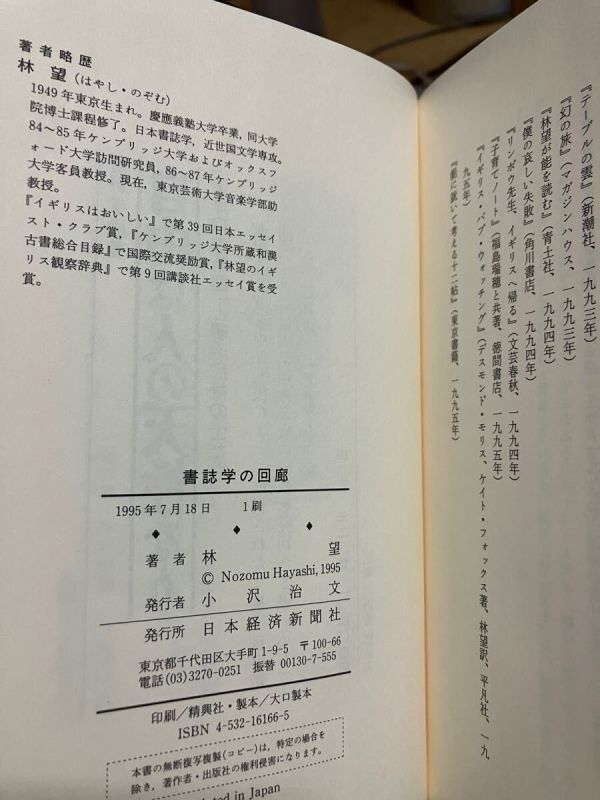 『テーブルの雲』(新潮社、一九九三年)
『幻の旅』(マガジンハウス、一九九三年)
『林望が能を読む』(青土社、一九九四年)
『僕の哀しい失敗』(角川書店、一九九四年)
『リンボウ先生、イギリスへ帰る』(文芸春秋、一九九四年)
『子育てノート』(福島瑞穂と共著、徳間書店、一九九五年)
『イギリス・パブ・ウォッチング』(デスモンド・モリス、ケイト・フォックス著、林望訳、平凡社、一九
九五年)
『能に就いて考える十二帖』(東京書籍、一九九五年)
著者略歴
林 望(はやし・のぞむ)
1949年東京生まれ。慶應義塾大学卒業，同大学
院博士課程修了。日本書誌学，近世国文学専攻。
84〜85年ケンブリッジ大学およびオックスフ
ォード大学訪問研究員，86〜87年ケンブリッジ
大学客員教授。現在，東京芸術大学音楽学部助
教授。
『イギリスはおいしい』で第39回日本エッセイ
スト・クラブ賞，『ケンブリッジ大学所蔵和漢
古書総合目録』で国際交流奨励賞，『林望のイギ
リス観察辞典』で第9回講談社エッセイ賞を受
賞。
書誌学の回廊
1995年7月18日 1刷
著者 林 望
© Nozomu Hayashi, 1995
発行者 小沢治文
発行所 日本経済新聞社
東京都千代田区大手町1-9-5 〒100-66
電話(03)3270-0251 振替 00130-7-555
印刷/精興社・製本/大口製本
ISBN 4-532-16166-5
本書の無断複写複製(コピー)は，特定の場合を
除き，著作者・出版社の権利侵害になります。
in Japan